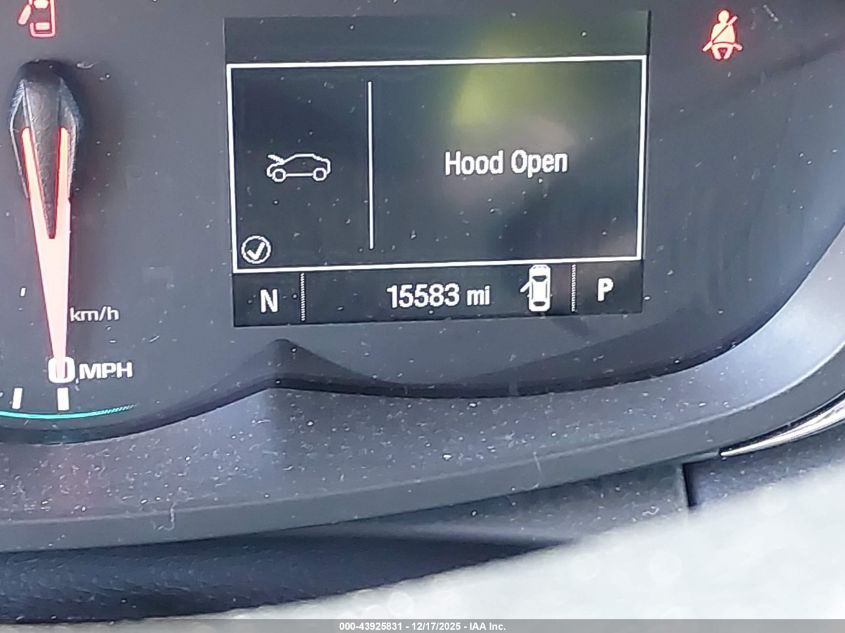 Hood Open
N 15583 mi P
km/h
0 MPH
000-43925831 - 12/17/2025 - IAA Inc.